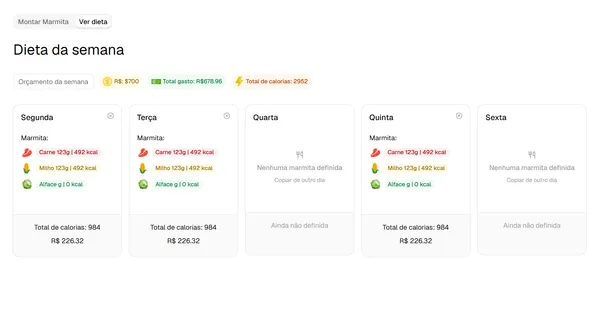 Montar Marmita
Ver dieta
Dieta da semana
Orçamento da semana
R$: $700
Total gasto: R$678.96
Total de calorias: 2952
Segunda
Marmita:
Carne 123g | 492 kcal
Milho 123g | 492 kcal
Alface g | 0 kcal
Total de calorias: 984
R$ 226.32
Terça
Marmita:
Carne 123g | 492 kcal
Milho 123g | 492 kcal
Alface g | 0 kcal
Total de calorias: 984
R$ 226.32
Quarta
Nenhuma marmita definida
Copiar de outro dia
Ainda não definida
Quinta
Marmita:
Carne 123g | 492 kcal
Milho 123g | 492 kcal
Alface g | 0 kcal
Total de calorias: 984
R$ 226.32
Sexta
Nenhuma marmita definida
Copiar de outro dia
Ainda não definida